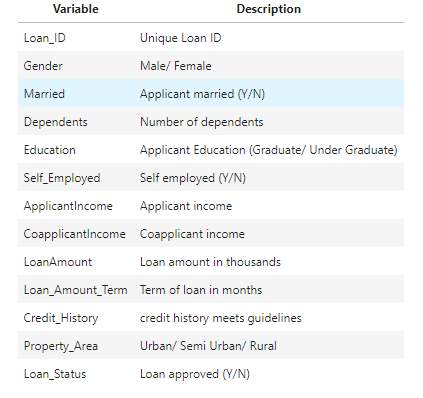 Variable Description
Loan_ID Unique Loan ID
Gender Male/ Female
Married Applicant married (Y/N)
Dependents Number of dependents
Education Applicant Education (Graduate/ Under Graduate)
Self_Employed Self employed (Y/N)
ApplicantIncome Applicant income
CoapplicantIncome Coapplicant income
LoanAmount Loan amount in thousands
Loan_Amount_Term Term of loan in months
Credit_History credit history meets guidelines
Property_Area Urban/ Semi Urban/ Rural
Loan_Status Loan approved (Y/N)